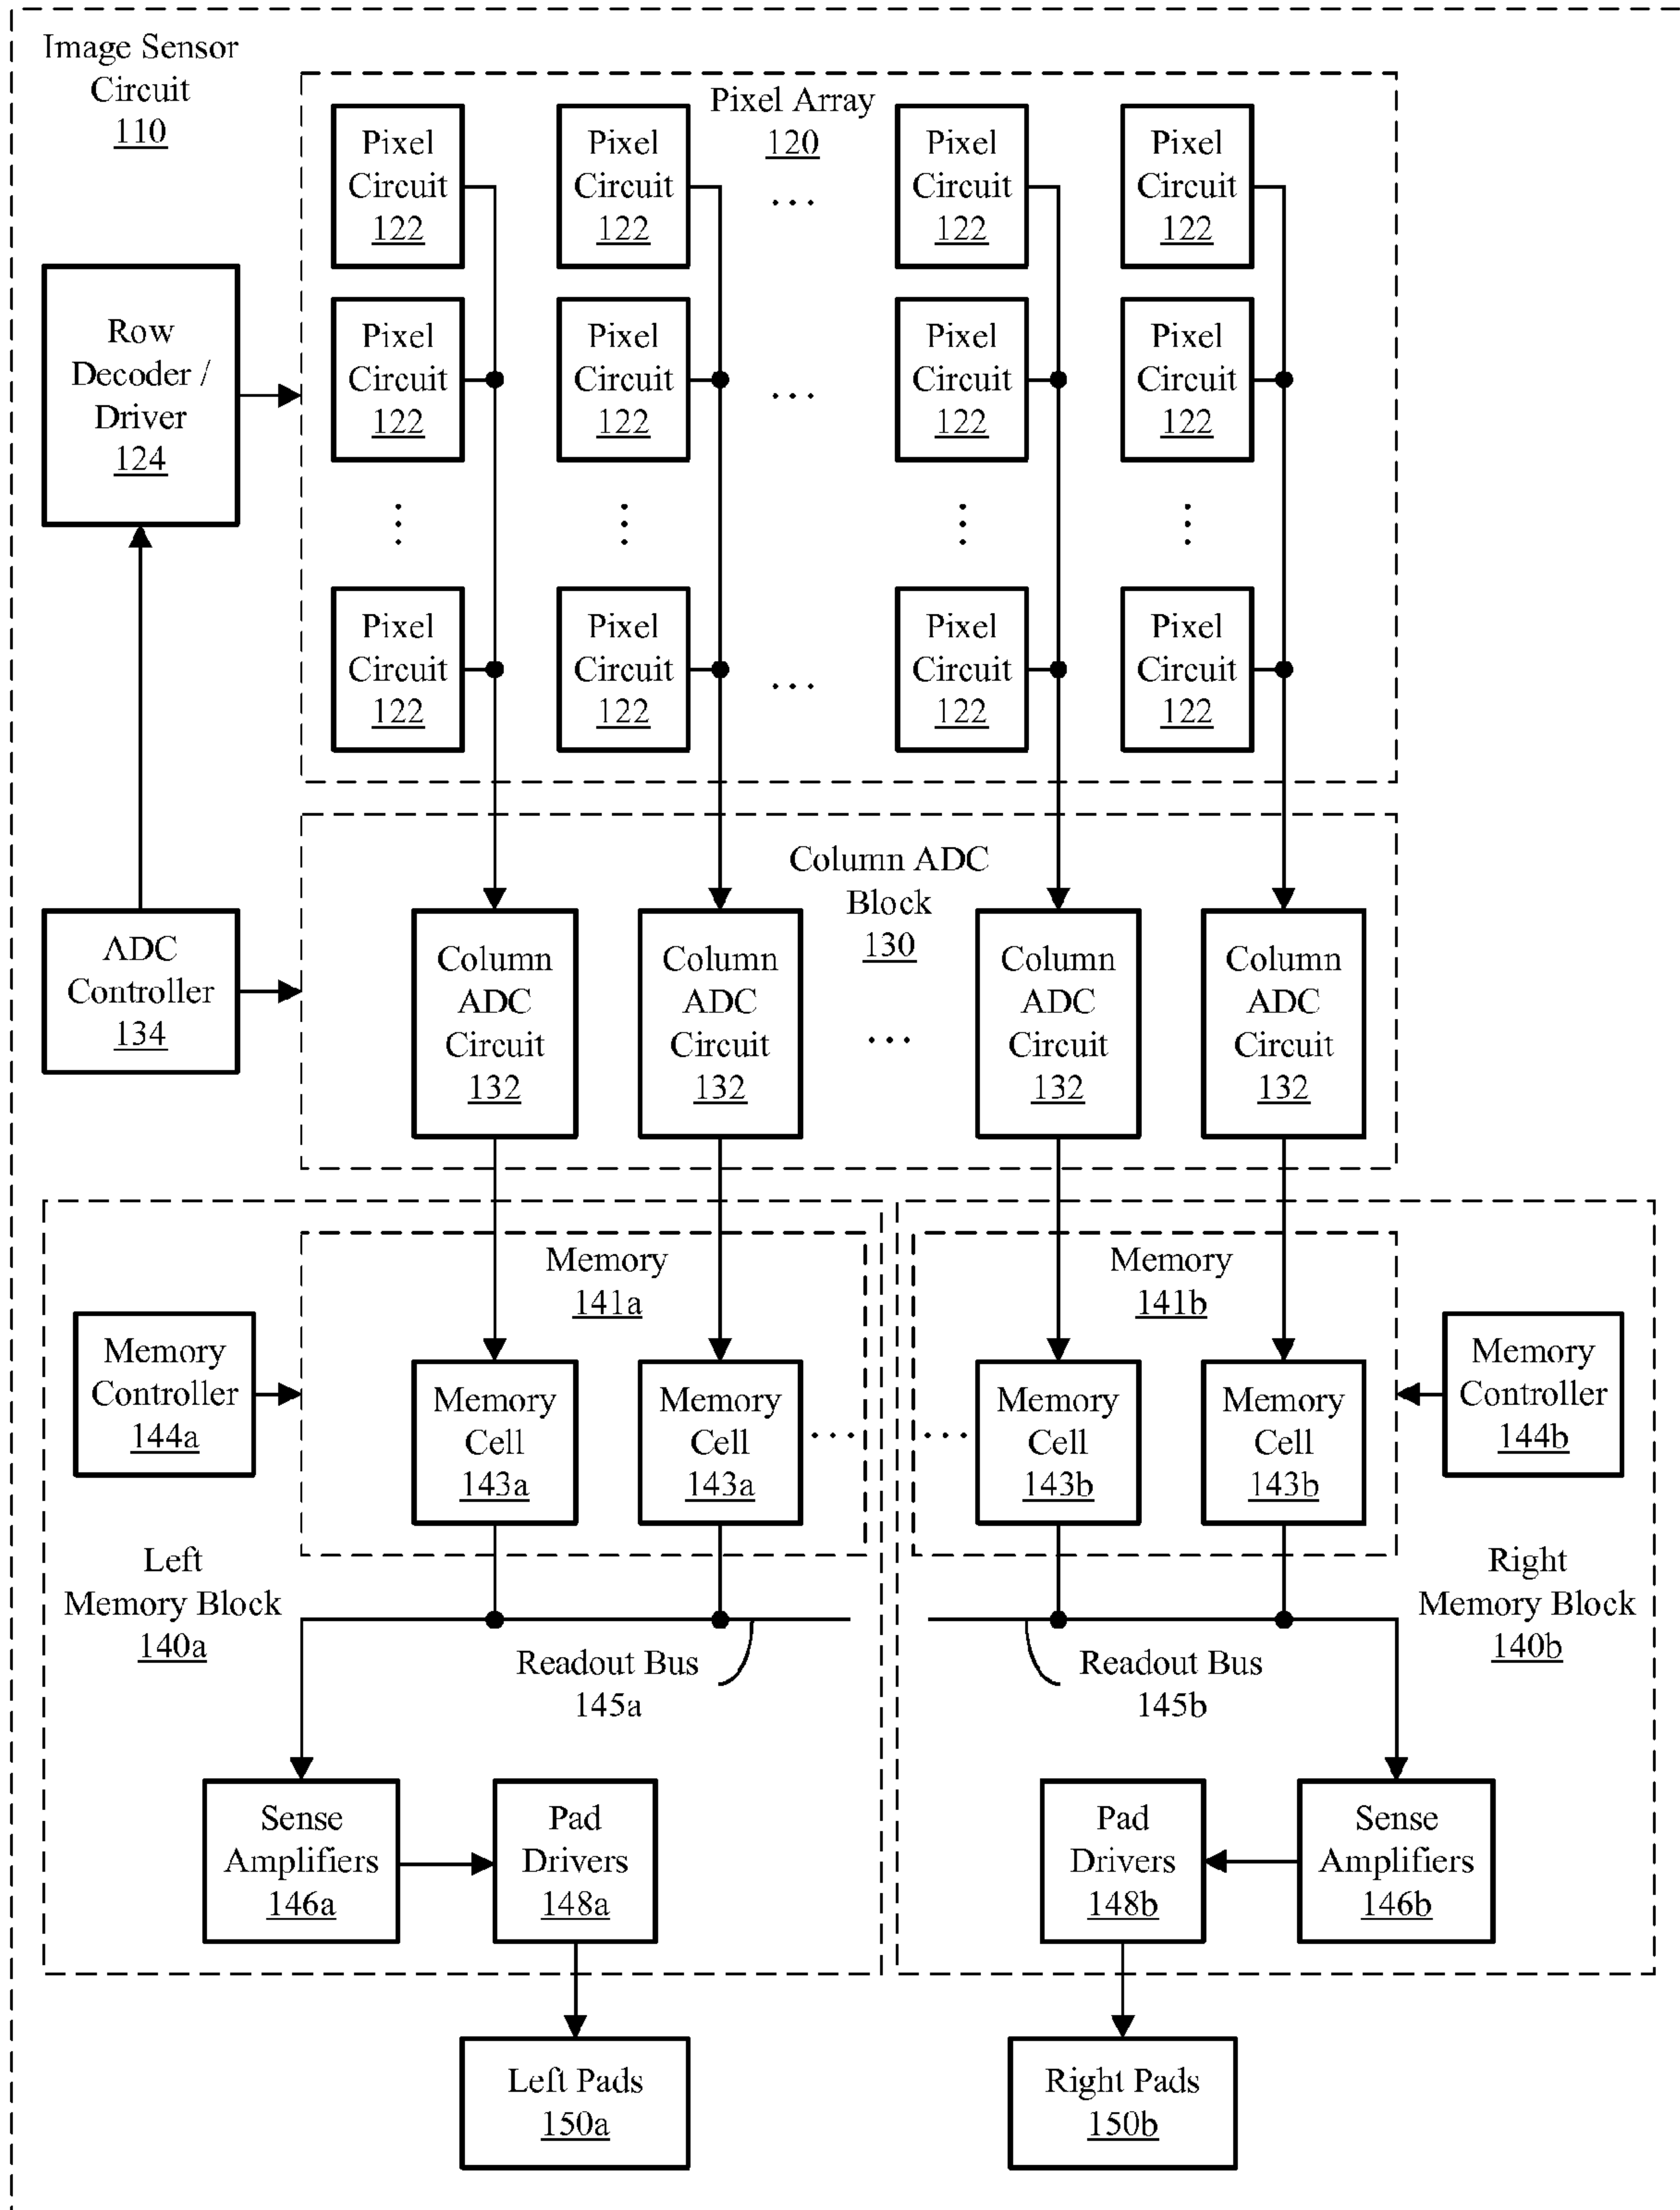 Image Sensor
Circuit
110
Pixel Array
120
Pixel
Circuit
122
Pixel
Circuit
122
...
Pixel
Circuit
122
Pixel
Circuit
122
Row
Decoder /
Driver
124
Pixel
Circuit
122
Pixel
Circuit
122
...
Pixel
Circuit
122
Pixel
Circuit
122
Pixel
Circuit
122
Pixel
Circuit
122
...
Pixel
Circuit
122
Pixel
Circuit
122
Column ADC
Block
130
ADC
Controller
134
Column
ADC
Circuit
132
Column
ADC
Circuit
132
...
Column
ADC
Circuit
132
Column
ADC
Circuit
132
Memory
141a
Memory
141b
Memory
Controller
144a
Memory
Cell
143a
Memory
Cell
143a
...
...
Memory
Cell
143b
Memory
Cell
143b
Memory
Controller
144b
Left
Memory Block
140a
Right
Memory Block
140b
Readout Bus
145a
Readout Bus
145b
Sense
Amplifiers
146a
Pad
Drivers
148a
Pad
Drivers
148b
Sense
Amplifiers
146b
Left Pads
150a
Right Pads
150b